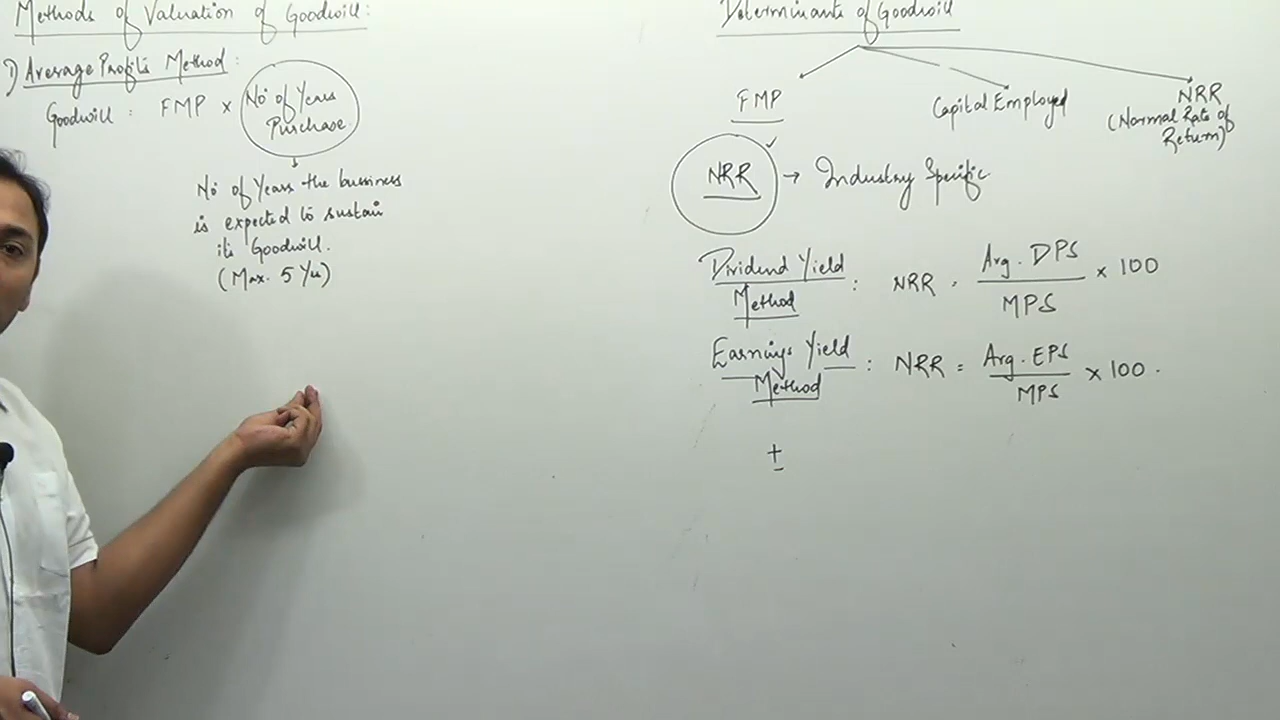 Methods of Valuation of Goodwill:
1) Average Profits Method:
Goodwill: FMP × No of Years
Purchase
No of Years the bussiness
is expected to sustain
its Goodwill.
(Max. 5 Yrs)
Determinants of Goodwill
FMP
Capital Employed
NRR
(Normal Rate of
Return)
NRR → Industry Specific
Dividend Yield
Method : NRR = Avg. DPS
MPS × 100
Earnings Yield
Method : NRR = Avg. EPS
MPS × 100.
+